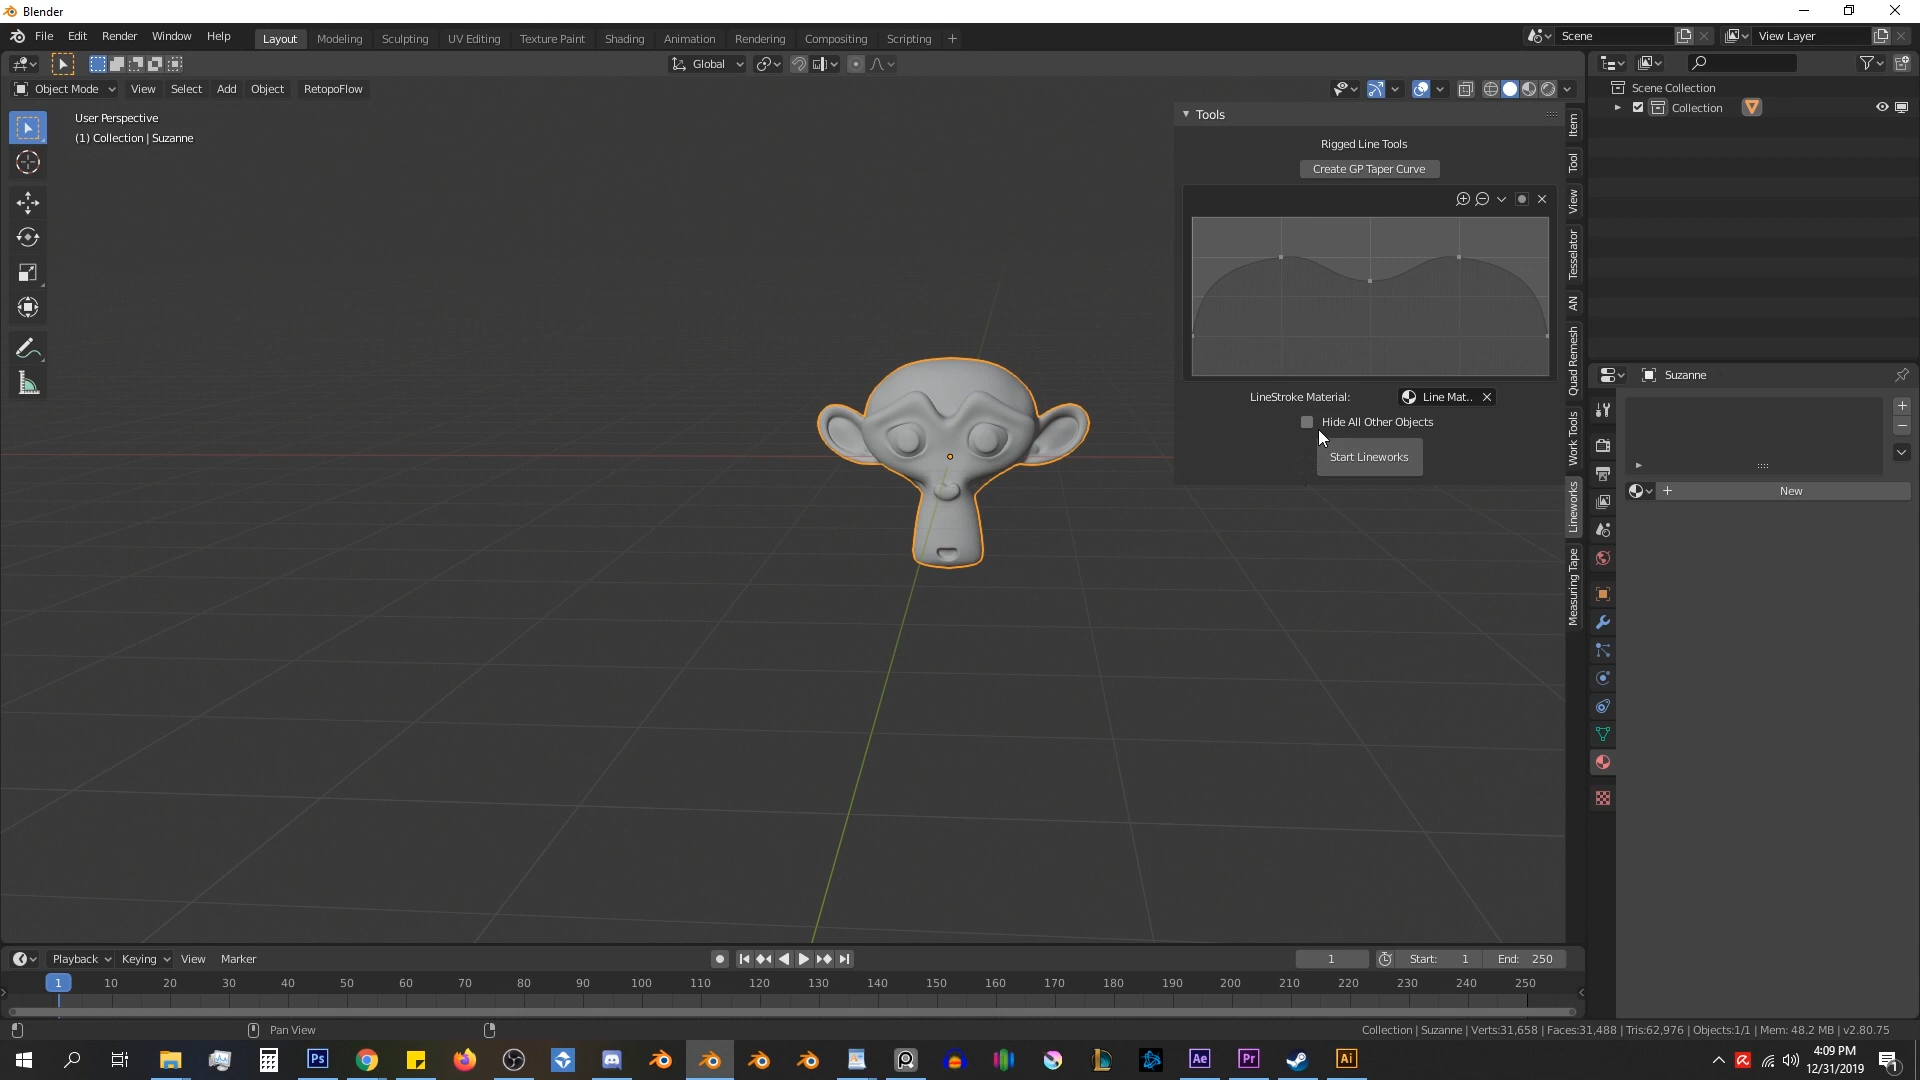 Blender
File Edit Render Window Help
Layout Modeling Sculpting UV Editing Texture Paint Shading Animation Rendering Compositing Scripting +
Scene
View Layer
Global
Object Mode View Select Add Object RetopoFlow
User Perspective
(1) Collection | Suzanne
Tools
Rigged Line Tools
Create GP Taper Curve
LineStroke Material:
Line Mat..
Hide All Other Objects
Start Lineworks
Item
Tool
View
Tesselator
AN
Quad Remesh
Work Tools
Lineworks
Measuring Tape
Scene Collection
Collection
Suzanne
New
Playback Keying View Marker
1
Start: 1
End: 250
1 10 20 30 40 50 60 70 80 90 100 110 120 130 140 150 160 170 180 190 200 210 220 230 240 250
Pan View
Collection | Suzanne | Verts:31,658 | Faces:31,488 | Tris:62,976 | Objects:1/1 | Mem: 48.2 MB | v2.80.75
Ps
Ae
Pr
Ai
4:09 PM
12/31/2019
1